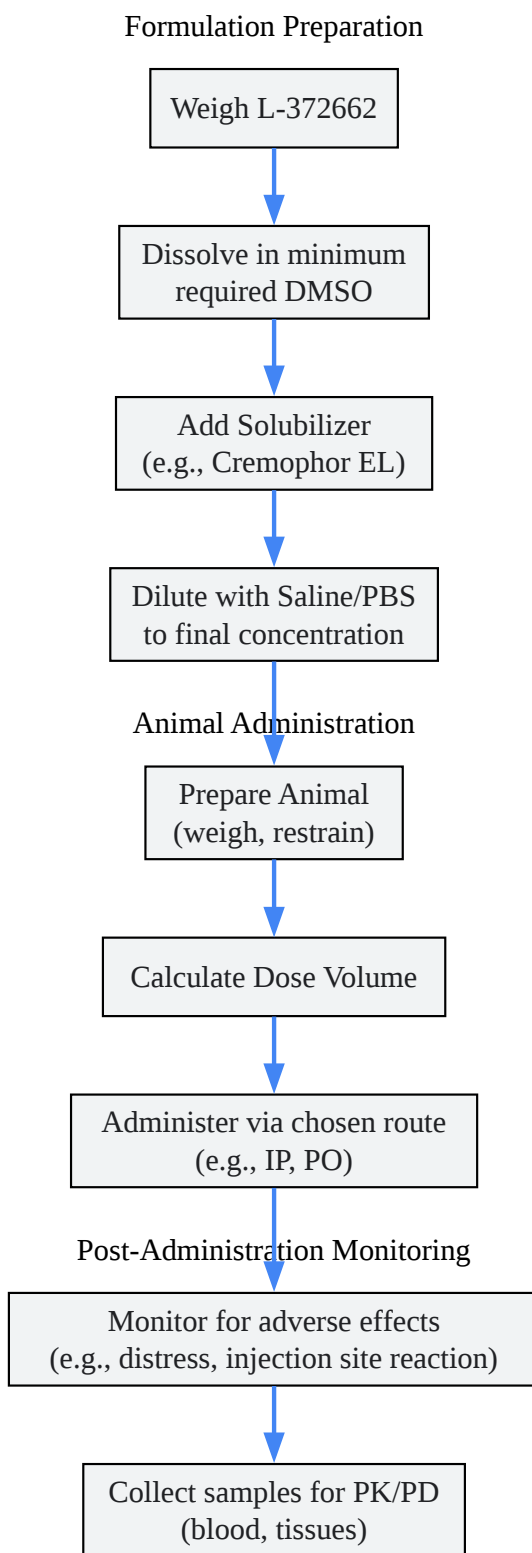 Formulation Preparation
Weigh L-372662
Dissolve in minimum
required DMSO
Add Solubilizer
(e.g., Cremophor EL)
Dilute with Saline/PBS
to final concentration
Animal Administration
Prepare Animal
(weigh, restrain)
Calculate Dose Volume
Administer via chosen route
(e.g., IP, PO)
Post-Administration Monitoring
Monitor for adverse effects
(e.g., distress, injection site reaction)
Collect samples for PK/PD
(blood, tissues)